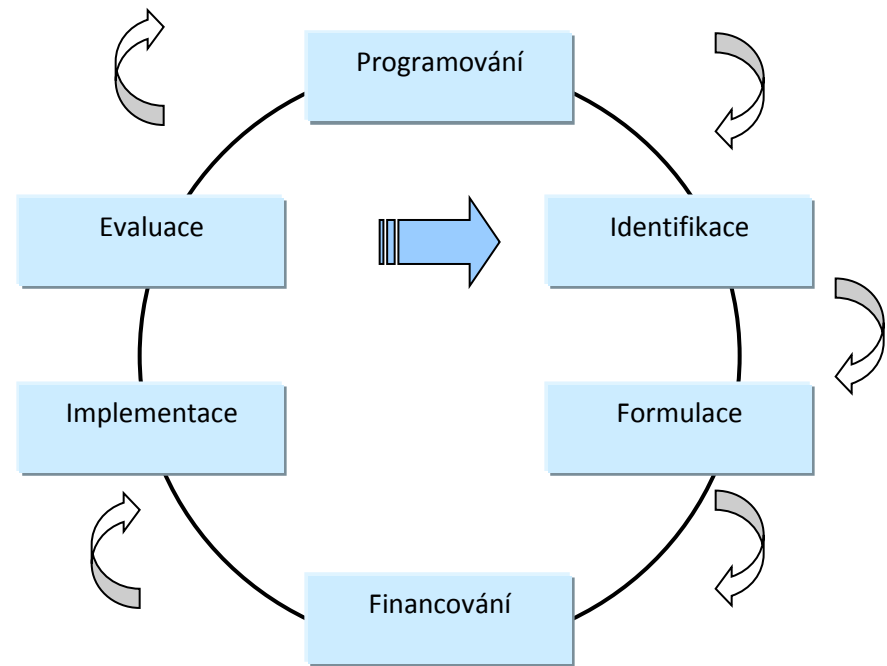 Programování
Evaluace
Identifikace
Implementace
Formulace
Financování